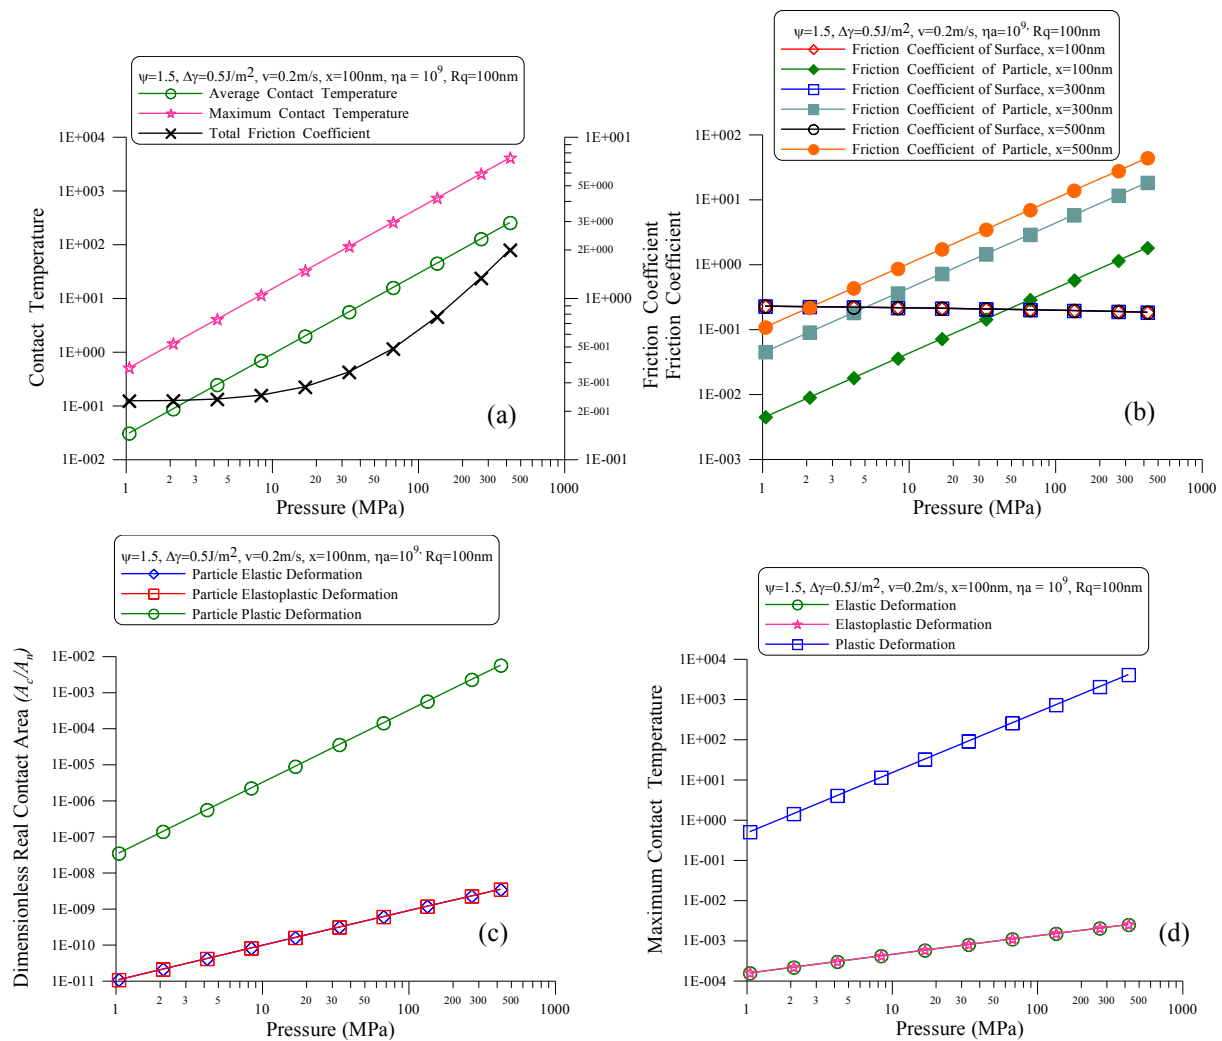 ψ=1.5, Δγ=0.5J/m2, v=0.2m/s, x=100nm, ηa = 10^9, Rq=100nm
Average Contact Temperature
Maximum Contact Temperature
Total Friction Coefficient
1E+004
1E+003
1E+002
1E+001
1E+000
1E-001
1E-002
Contact Temperature
1E+001
5E+000
3E+000
2E+000
1E+000
5E-001
3E-001
2E-001
1E-001
Friction Coefficient
(a)
1 2 5 10 20 30 50 100 200 300 500 1000
Pressure (MPa)
ψ=1.5, Δγ=0.5J/m2, v=0.2m/s, ηa=10^9, Rq=100nm
Friction Coefficient of Surface, x=100nm
Friction Coefficient of Particle, x=100nm
Friction Coefficient of Surface, x=300nm
Friction Coefficient of Particle, x=300nm
Friction Coefficient of Surface, x=500nm
Friction Coefficient of Particle, x=500nm
1E+002
1E+001
1E+000
1E-001
1E-002
1E-003
Friction Coefficient
(b)
1 2 5 10 20 30 50 100 200 300 500 1000
Pressure (MPa)
ψ=1.5, Δγ=0.5J/m2, v=0.2m/s, x=100nm, ηa=10^9, Rq=100nm
Particle Elastic Deformation
Particle Elastoplastic Deformation
Particle Plastic Deformation
1E-002
1E-003
1E-004
1E-005
1E-006
1E-007
1E-008
1E-009
1E-010
1E-011
Dimensionless Real Contact Area (A_c/A_n)
(c)
1 2 5 10 20 30 50 100 200 300 500 1000
Pressure (MPa)
ψ=1.5, Δγ=0.5J/m2, v=0.2m/s, x=100nm, ηa = 10^9, Rq=100nm
Elastic Deformation
Elastoplastic Deformation
Plastic Deformation
1E+004
1E+003
1E+002
1E+001
1E+000
1E-001
1E-002
1E-003
1E-004
Maximum Contact Temperature
(d)
1 2 5 10 20 30 50 100 200 300 500 1000
Pressure (MPa)